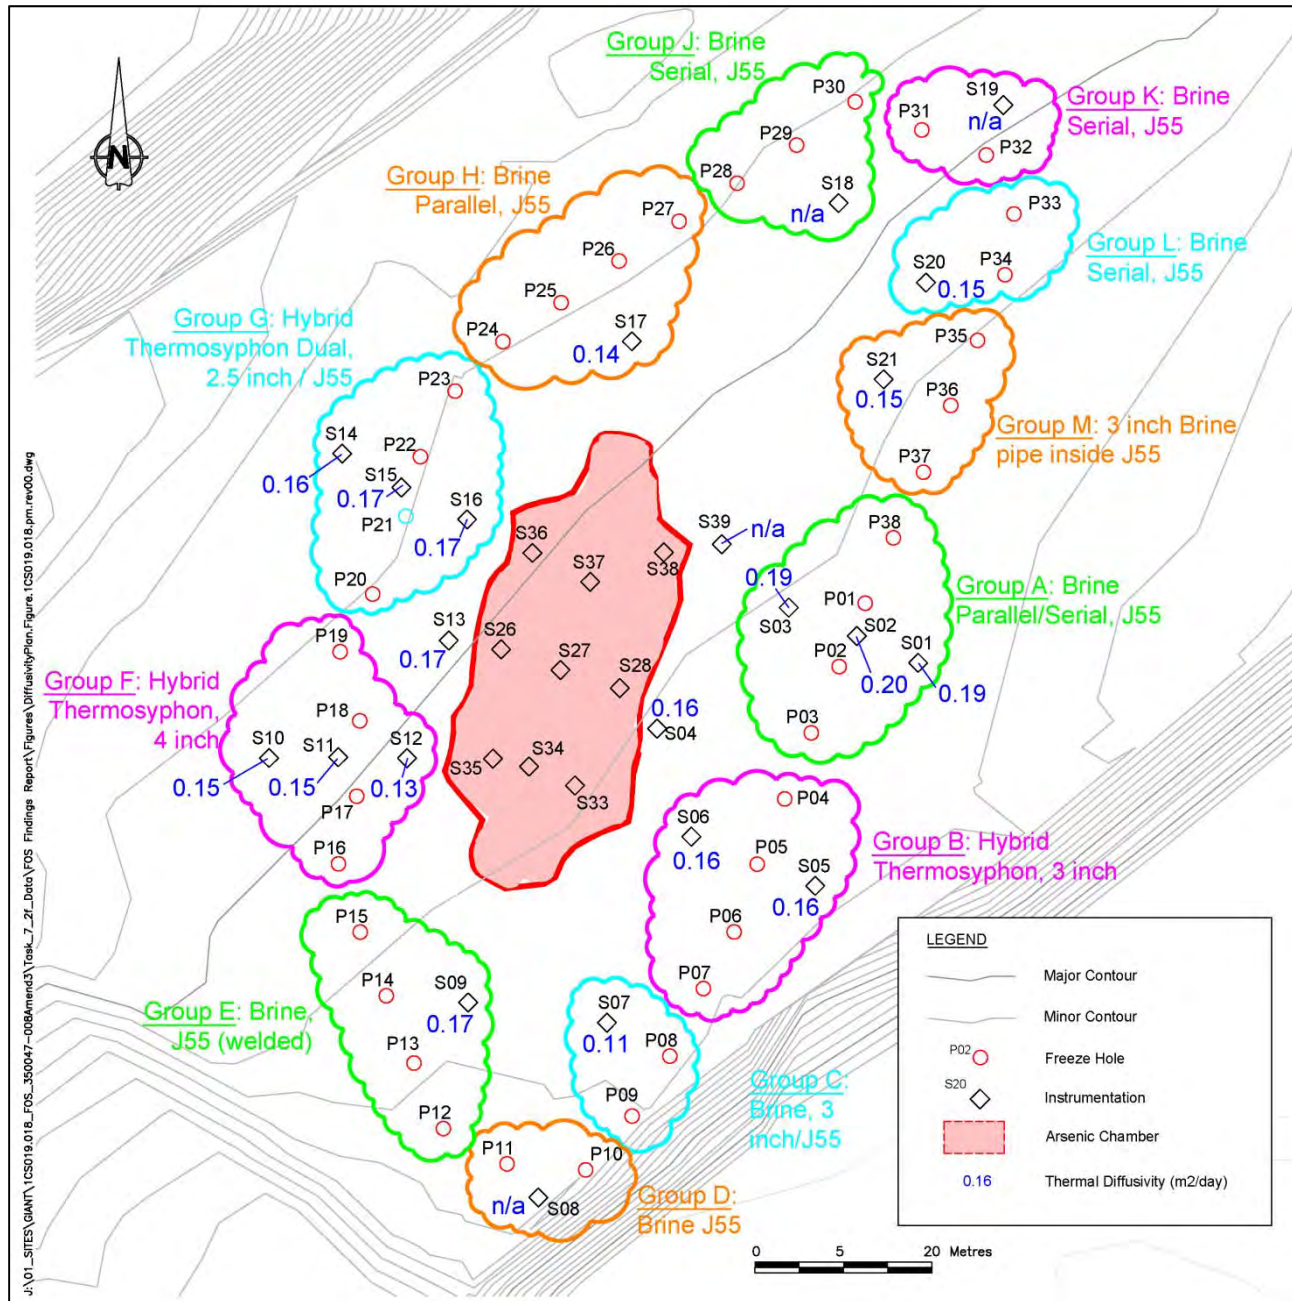 Group J: Brine
Serial, J55
P30
P29
P28
S18
n/a
S19
P31
n/a
P32
Group K: Brine
Serial, J55
N
Group H: Brine
Parallel, J55
P27
P26
P25
P24
S17
0.14
P33
P34
S20
0.15
Group L: Brine
Serial, J55
Group G: Hybrid
Thermosyphon Dual,
2.5 inch / J55
P23
S14
P22
0.16
S15
0.17
S16
P21
0.17
P20
P35
S21
0.15
P36
P37
Group M: 3 inch Brine
pipe inside J55
S36
S37
S38
S39
n/a
S26
S27
S28
S35
S34
S33
S13
0.17
0.16
S04
P38
0.19
P01
S03
S02
S01
P02
0.20
0.19
P03
Group A: Brine
Parallel/Serial, J55
Group F: Hybrid
Thermosyphon,
4 inch
P19
P18
S10
S11
S12
0.15
0.15
0.13
P17
P16
P04
S06
P05
S05
0.16
0.16
P06
P07
Group B: Hybrid
Thermosyphon, 3 inch
P15
P14
S09
0.17
P13
P12
Group E: Brine,
J55 (welded)
S07
0.11
P08
P09
Group C:
Brine, 3
inch/J55
P11
P10
n/a
S08
Group D:
Brine J55
LEGEND
Major Contour
Minor Contour
P02
Freeze Hole
S20
Instrumentation
Arsenic Chamber
0.16
Thermal Diffusivity (m2/day)
0
5
20
Metres